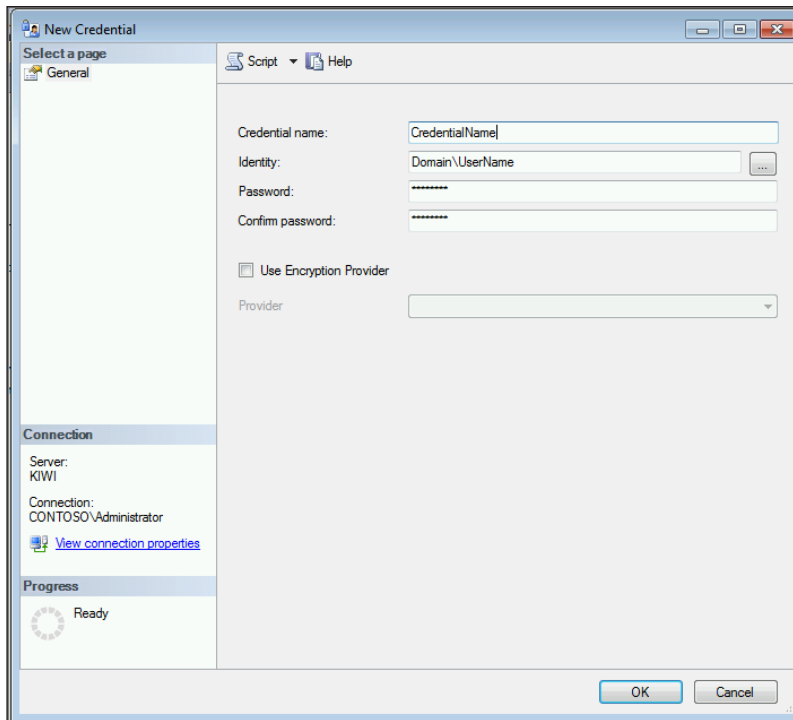 New Credential
Select a page
General
Script Help
Credential name: CredentialName
Identity: Domain\UserName ...
Password: ********
Confirm password: ********
Use Encryption Provider
Provider
Connection
Server:
KIWI
Connection:
CONTOSO\Administrator
View connection properties
Progress
Ready
OK Cancel